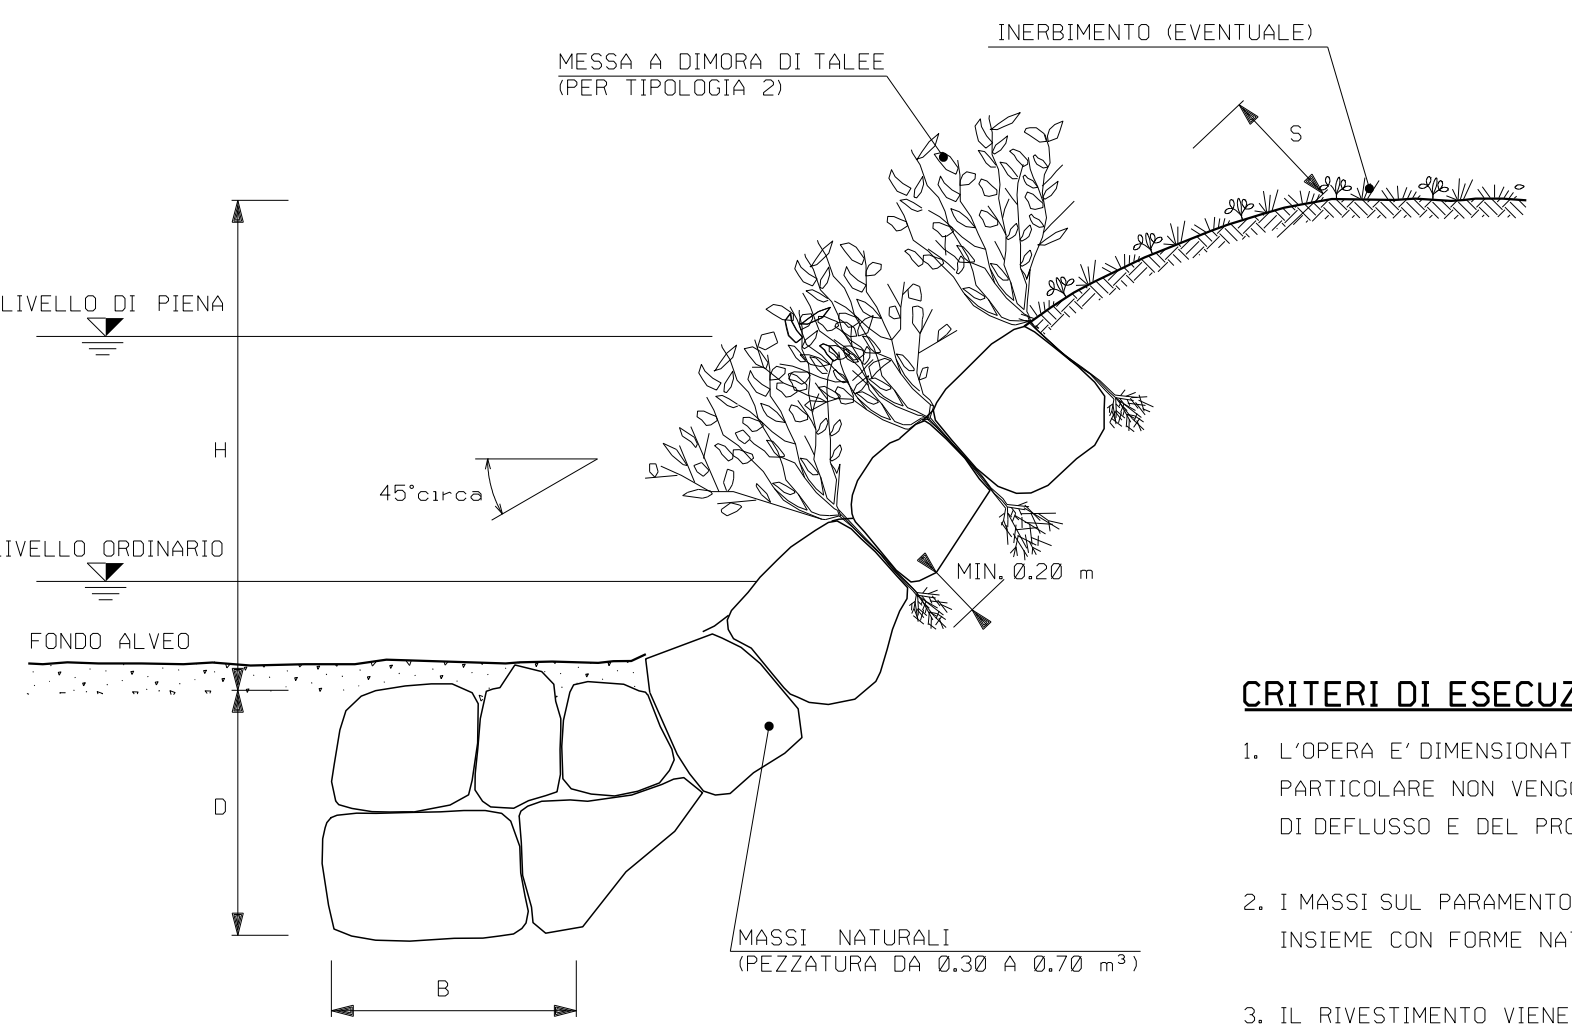 INERBIMENTO (EVENTUALE)
MESSA A DIMORA DI TALEE
(PER TIPOLOGIA 2)
S
LIVELLO DI PIENA
H
45°circa
IVELLO ORDINARIO
MIN. 0.20 m
FONDO ALVEO
D
MASSI NATURALI
(PEZZATURA DA 0.30 A 0.70 m³)
B
CRITERI DI ESECUZ
1. L'OPERA E' DIMENSIONAT
PARTICOLARE NON VENGO
DI DEFLUSSO E DEL PRO
2. I MASSI SUL PARAMENTO
INSIEME CON FORME NAT
3. IL RIVESTIMENTO VIENE